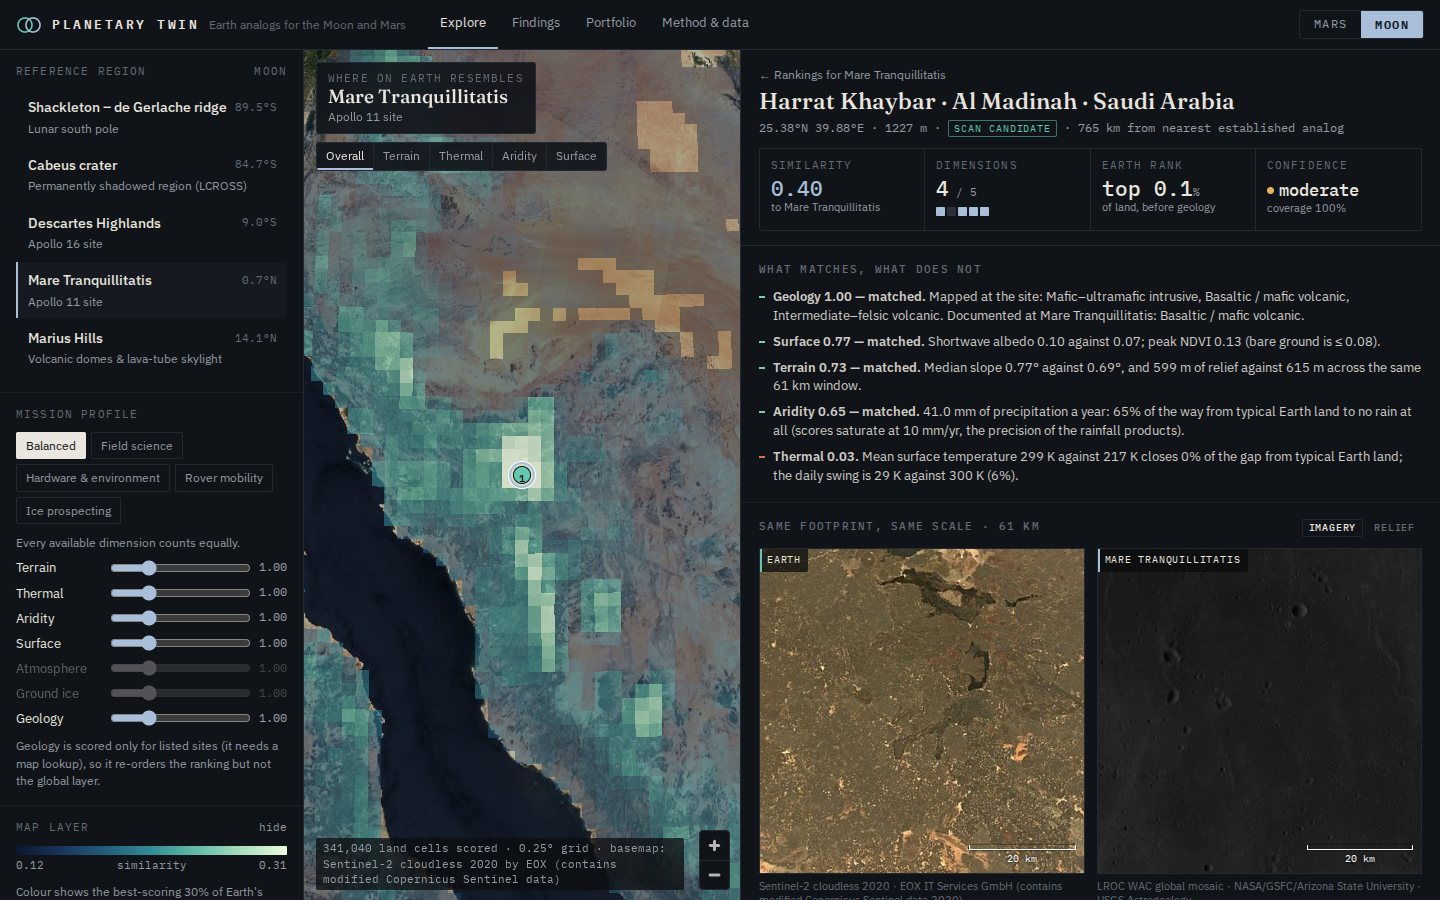 PLANETARY TWIN Earth analogs for the Moon and Mars
Explore Findings Portfolio Method & data
MARS MOON
REFERENCE REGION MOON
Shackleton – de Gerlache ridge 89.5°S
Lunar south pole
Cabeus crater 84.7°S
Permanently shadowed region (LCROSS)
Descartes Highlands 9.0°S
Apollo 16 site
Mare Tranquillitatis 0.7°N
Apollo 11 site
Marius Hills 14.1°N
Volcanic domes & lava-tube skylight
MISSION PROFILE
Balanced Field science
Hardware & environment Rover mobility
Ice prospecting
Every available dimension counts equally.
Terrain 1.00
Thermal 1.00
Aridity 1.00
Surface 1.00
Atmosphere 1.00
Ground ice 1.00
Geology 1.00
Geology is scored only for listed sites (it needs a
map lookup), so it re-orders the ranking but not
the global layer.
MAP LAYER hide
0.12 similarity 0.31
Colour shows the best-scoring 30% of Earth's
WHERE ON EARTH RESEMBLES
Mare Tranquillitatis
Apollo 11 site
Overall Terrain Thermal Aridity Surface
1
341,040 land cells scored · 0.25° grid · basemap:
Sentinel-2 cloudless 2020 by EOX (contains
modified Copernicus Sentinel data)
+
−
← Rankings for Mare Tranquillitatis
Harrat Khaybar · Al Madinah · Saudi Arabia
25.38°N 39.88°E · 1227 m · SCAN CANDIDATE · 765 km from nearest established analog
SIMILARITY
0.40
to Mare Tranquillitatis
DIMENSIONS
4 / 5
EARTH RANK
top 0.1%
of land, before geology
CONFIDENCE
moderate
coverage 100%
WHAT MATCHES, WHAT DOES NOT
Geology 1.00 — matched. Mapped at the site: Mafic–ultramafic intrusive, Basaltic / mafic volcanic,
Intermediate–felsic volcanic. Documented at Mare Tranquillitatis: Basaltic / mafic volcanic.
Surface 0.77 — matched. Shortwave albedo 0.10 against 0.07; peak NDVI 0.13 (bare ground is ≤ 0.08).
Terrain 0.73 — matched. Median slope 0.77° against 0.69°, and 599 m of relief against 615 m across the same
61 km window.
Aridity 0.65 — matched. 41.0 mm of precipitation a year: 65% of the way from typical Earth land to no rain at
all (scores saturate at 10 mm/yr, the precision of the rainfall products).
Thermal 0.03. Mean surface temperature 299 K against 217 K closes 0% of the gap from typical Earth land;
the daily swing is 29 K against 300 K (6%).
SAME FOOTPRINT, SAME SCALE · 61 KM
IMAGERY RELIEF
EARTH
20 km
MARE TRANQUILLITATIS
20 km
Sentinel-2 cloudless 2020 · EOX IT Services GmbH (contains
modified Copernicus Sentinel data 2020)
LROC WAC global mosaic · NASA/GSFC/Arizona State University ·
USGS Astrogeology